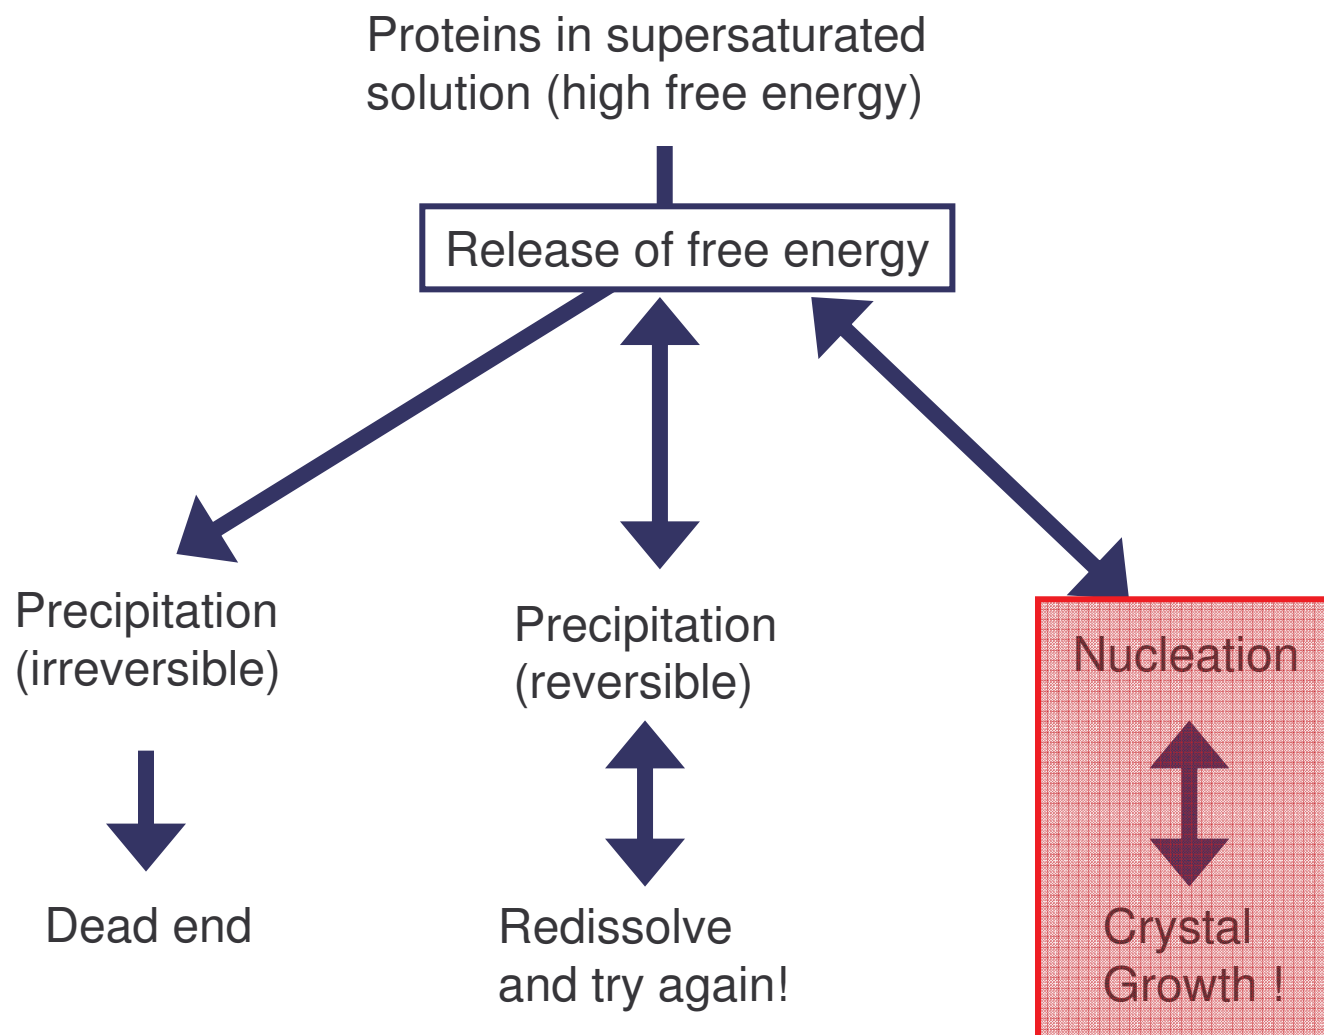 Proteins in supersaturated
solution (high free energy)
Release of free energy
Precipitation
(irreversible)
Precipitation
(reversible)
Nucleation
Dead end
Redissolve
and try again!
Crystal
Growth !